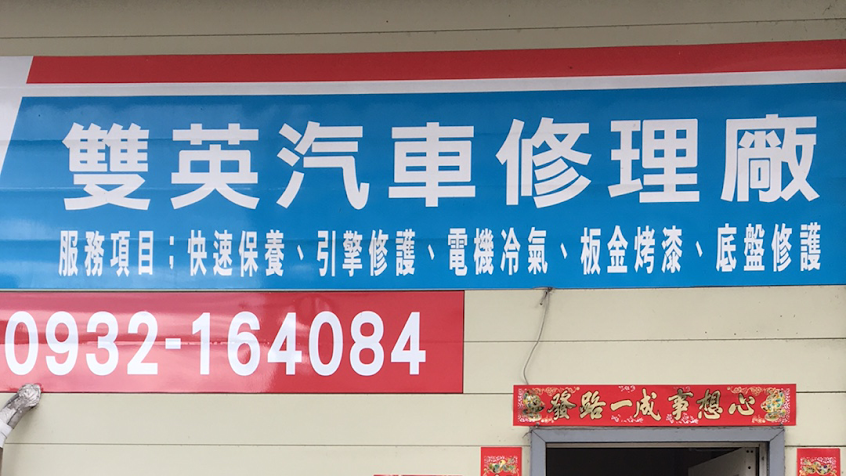 雙英汽車修理廠
服務項目：快速保養、引擎修護、電機冷氣、板金烤漆、底盤修護
0932-164084
心想事成一路發